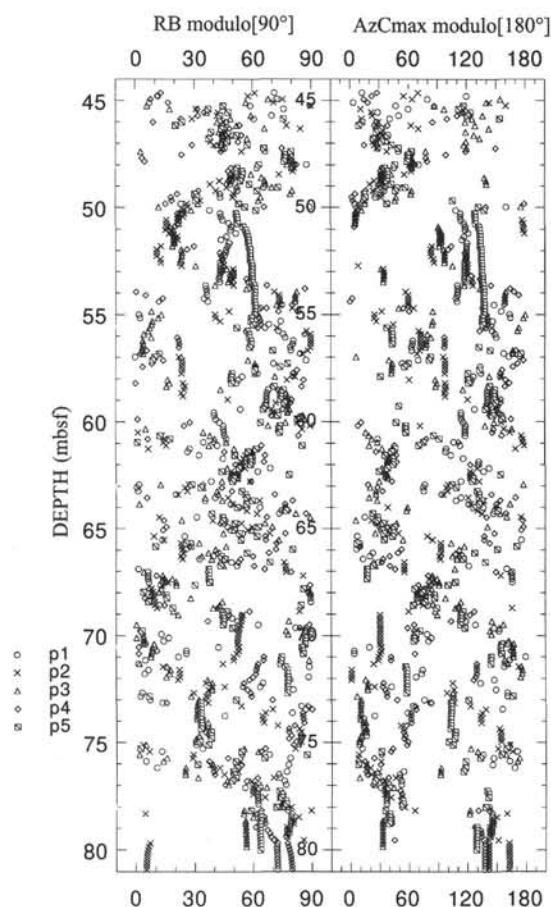 RB modulo[90°] AzCmax modulo[180°]
0 30 60 90 0 60 120 180
45 45
50 50
55 55
60 60
65 65
70 70
75 75
80 80
DEPTH (mbsf)
p1
p2
p3
p4
p5
0 30 60 90 0 60 120 180